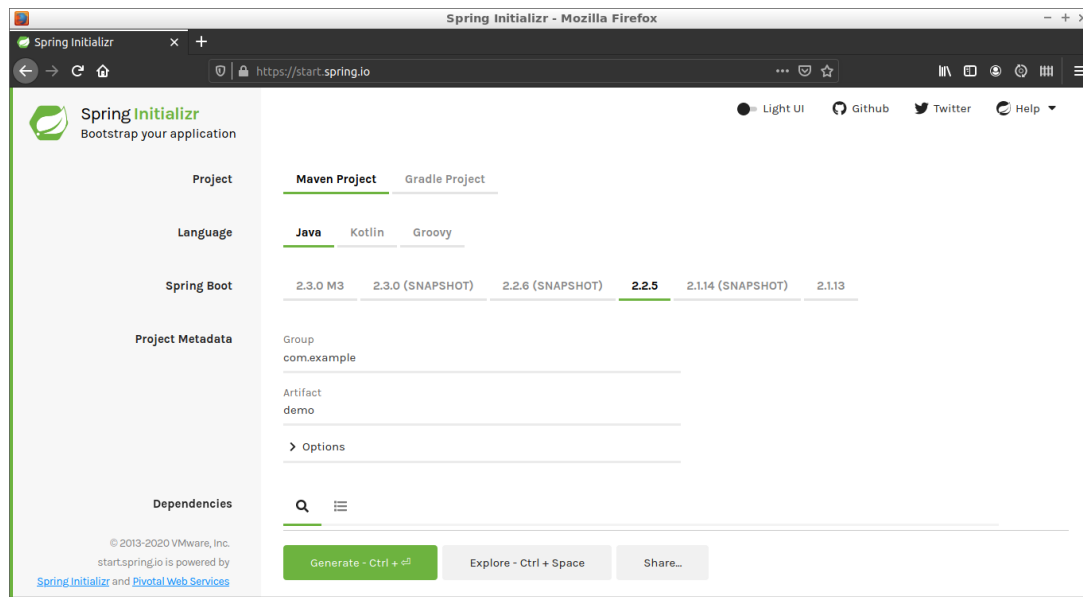 Spring Initializr - Mozilla Firefox
Spring Initializr
https://start.spring.io
Spring Initializr
Bootstrap your application
Light UI Github Twitter Help
Project Maven Project Gradle Project
Language Java Kotlin Groovy
Spring Boot 2.3.0 M3 2.3.0 (SNAPSHOT) 2.2.6 (SNAPSHOT) 2.2.5 2.1.14 (SNAPSHOT) 2.1.13
Project Metadata Group
com.example
Artifact
demo
Options
Dependencies
© 2013-2020 VMware, Inc.
start.spring.io is powered by
Spring Initializr and Pivotal Web Services
Generate - Ctrl + ⏎ Explore - Ctrl + Space Share...